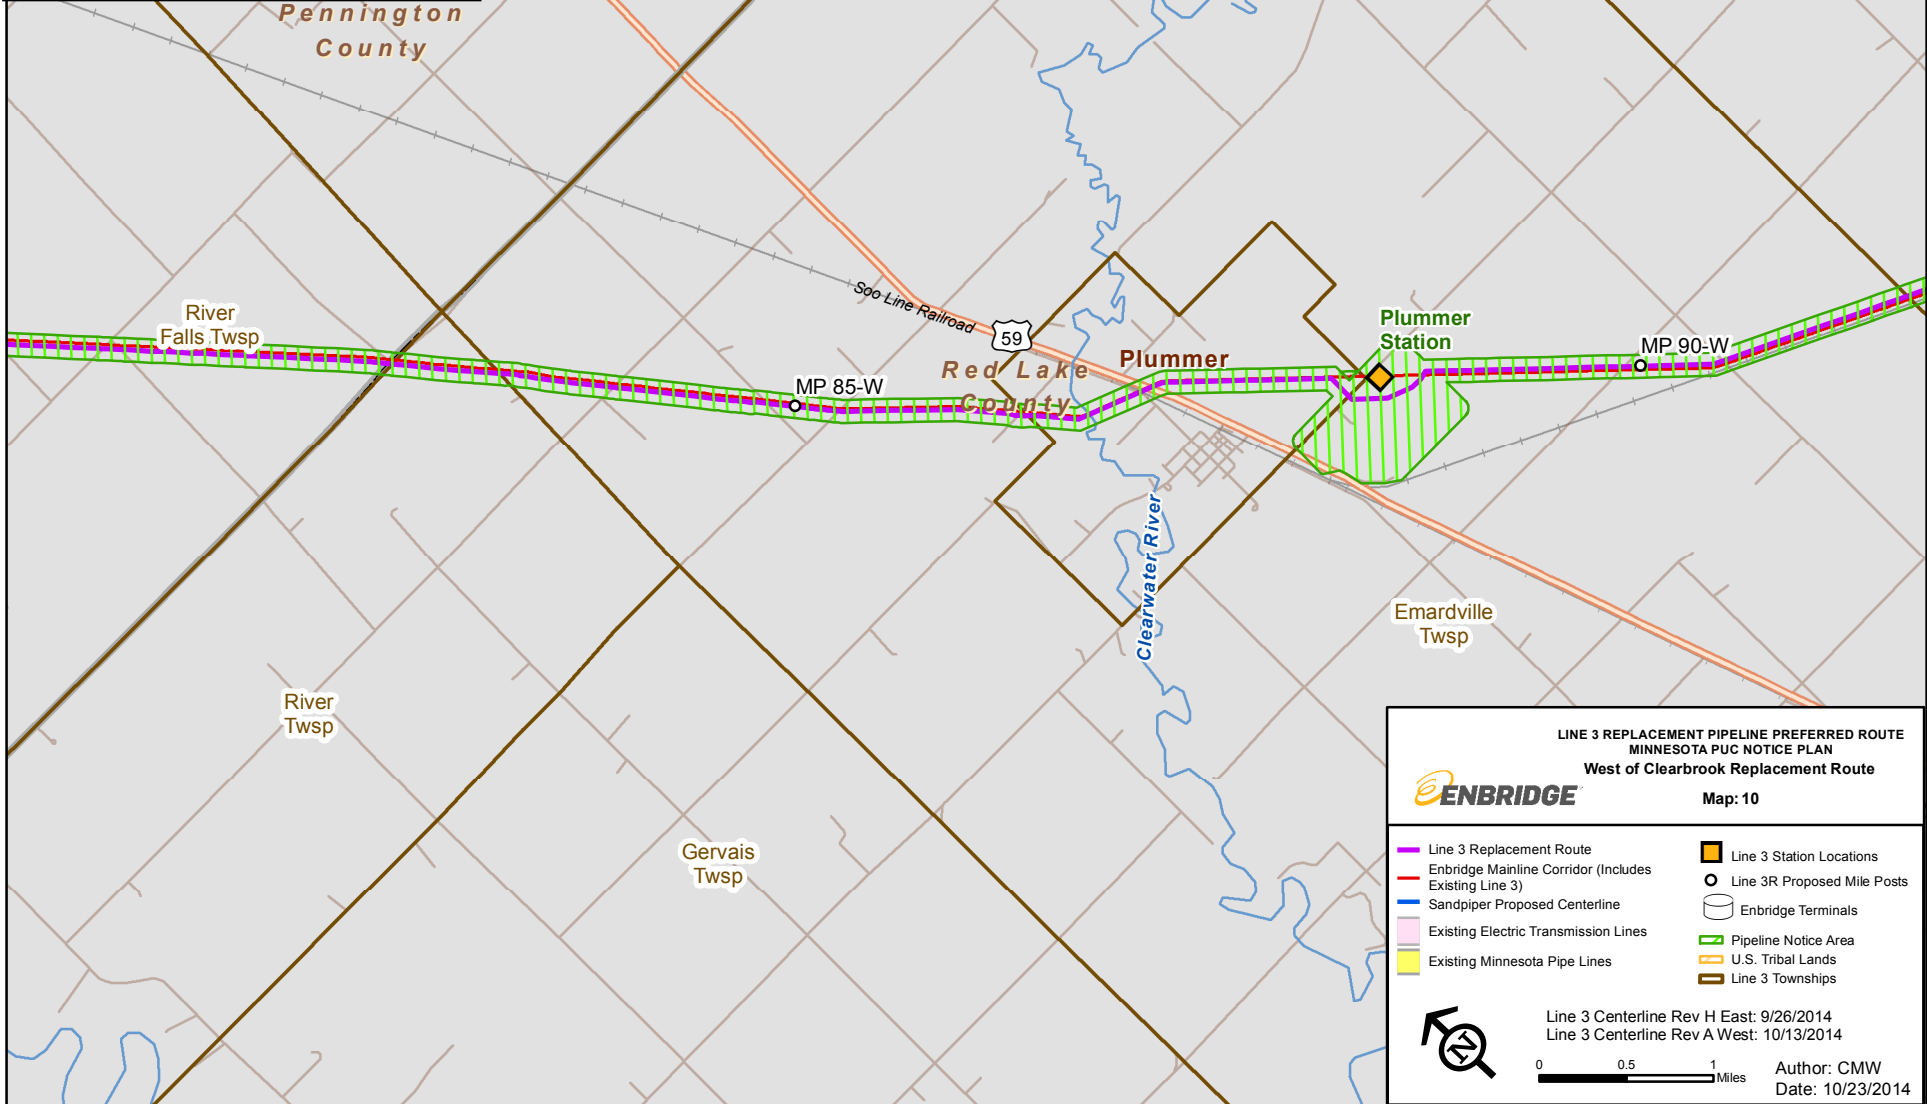 Pennington
County
River
Falls Twsp
Soo Line Railroad
59
Red Lake
County
Plummer
Plummer
Station
MP 85-W
MP 90-W
Clearwater River
Emardville
Twsp
River
Twsp
Gervais
Twsp
LINE 3 REPLACEMENT PIPELINE PREFERRED ROUTE
MINNESOTA PUC NOTICE PLAN
West of Clearbrook Replacement Route
ENBRIDGE
Map: 10
Line 3 Replacement Route
Enbridge Mainline Corridor (Includes
Existing Line 3)
Sandpiper Proposed Centerline
Existing Electric Transmission Lines
Existing Minnesota Pipe Lines
Line 3 Station Locations
Line 3R Proposed Mile Posts
Enbridge Terminals
Pipeline Notice Area
U.S. Tribal Lands
Line 3 Townships
N
Line 3 Centerline Rev H East: 9/26/2014
Line 3 Centerline Rev A West: 10/13/2014
0 0.5 1
Miles
Author: CMW
Date: 10/23/2014